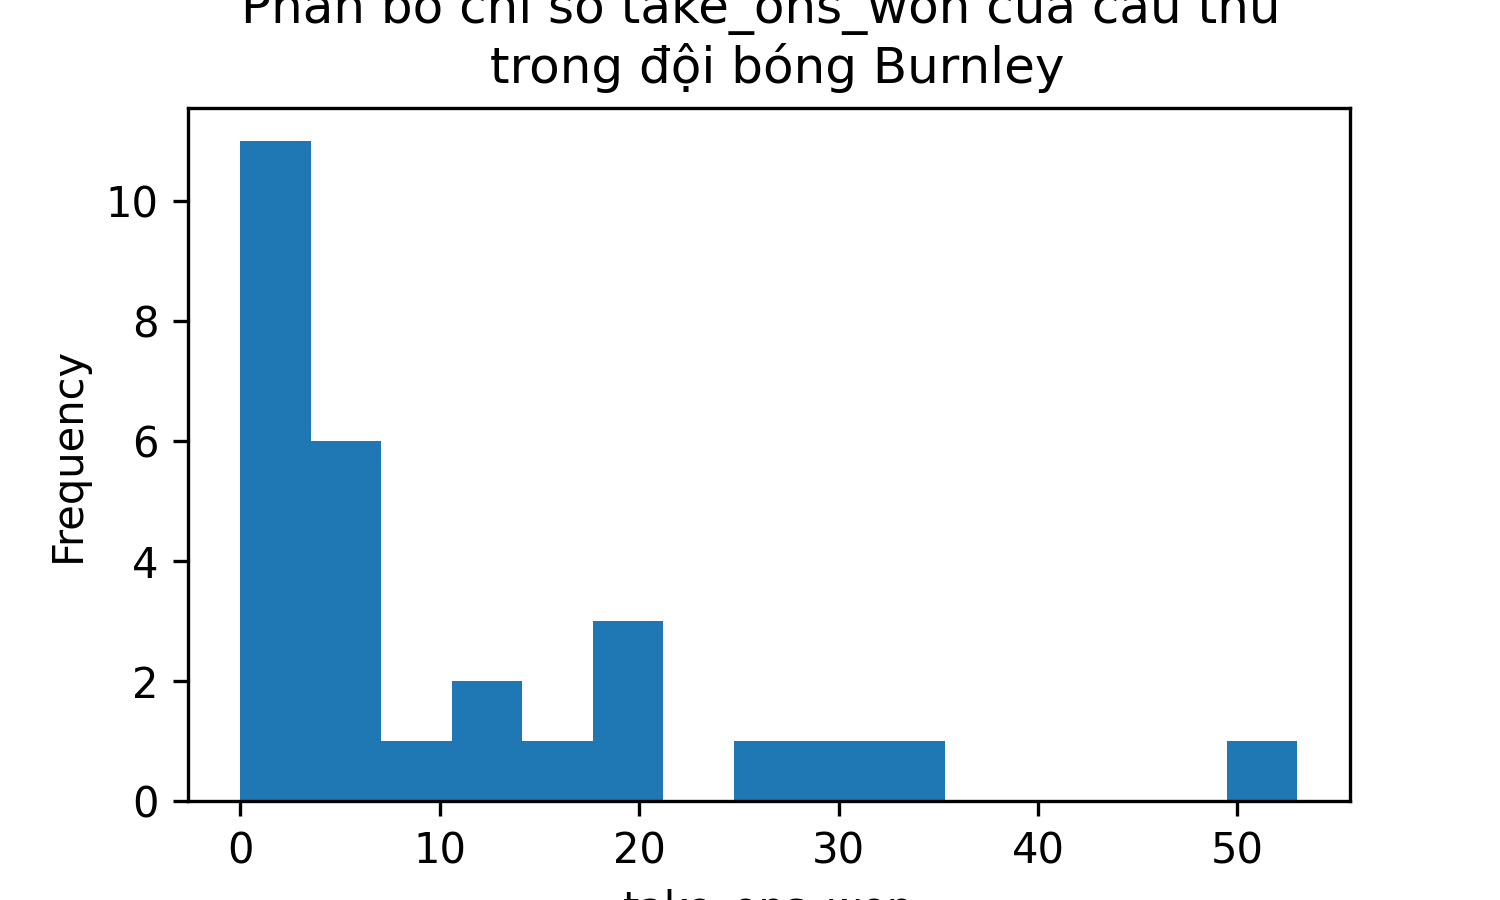 Phân bố chỉ số take_ons_won của cầu thủ
trong đội bóng Burnley
Frequency
10
8
6
4
2
0
0 10 20 30 40 50
take_ons_won